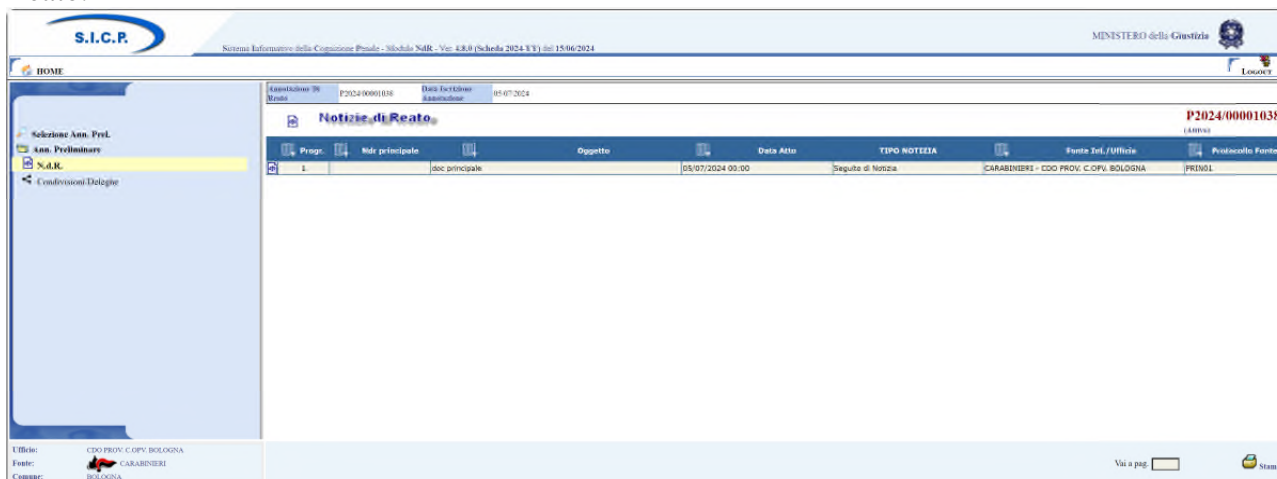 S.I.C.P.
Sistema Informativo della Cognizione Penale - Modulo NdR - Ver. 4.8.0 (Scheda 2024 YY) del 15/06/2024
MINISTERO della Giustizia
HOME
LOGOUT
Annotazione Di Reato
P2024/00001038
Data Iscrizione Annotazione
05/07/2024
Notizie di Reato
P2024/00001038
(Attivo)
Selezione Ann. Prel.
Ann. Preliminare
N.d.R.
Condivisioni/Deleghe
Progr. Ndr principale Oggetto Data Atto TIPO NOTIZIA Fonte Int./Ufficio Protocollo Fonte
1 doc principale 05/07/2024 00:00 Seguito di Notizia CARABINIERI - CDO PROV. C.OPV. BOLOGNA PRIN01
Ufficio: CDO PROV. C.OPV. BOLOGNA
Fonte: CARABINIERI
Comune: BOLOGNA
Vai a pag.
Stam